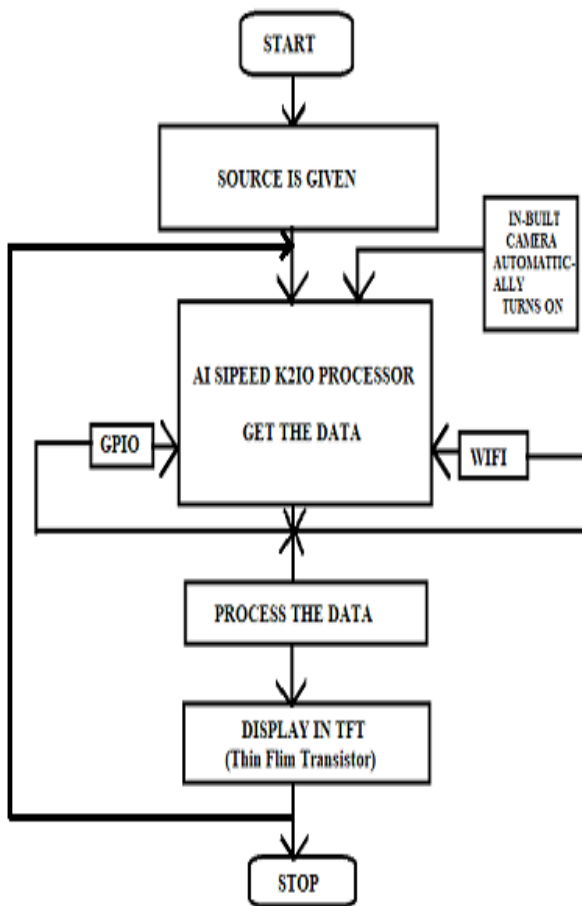 START
SOURCE IS GIVEN
IN-BUILT
CAMERA
AUTOMATTIC-
ALLY
TURNS ON
AI SIPEED K2IO PROCESSOR
GET THE DATA
GPIO
WIFI
PROCESS THE DATA
DISPLAY IN TFT
(Thin Flim Transistor)
STOP